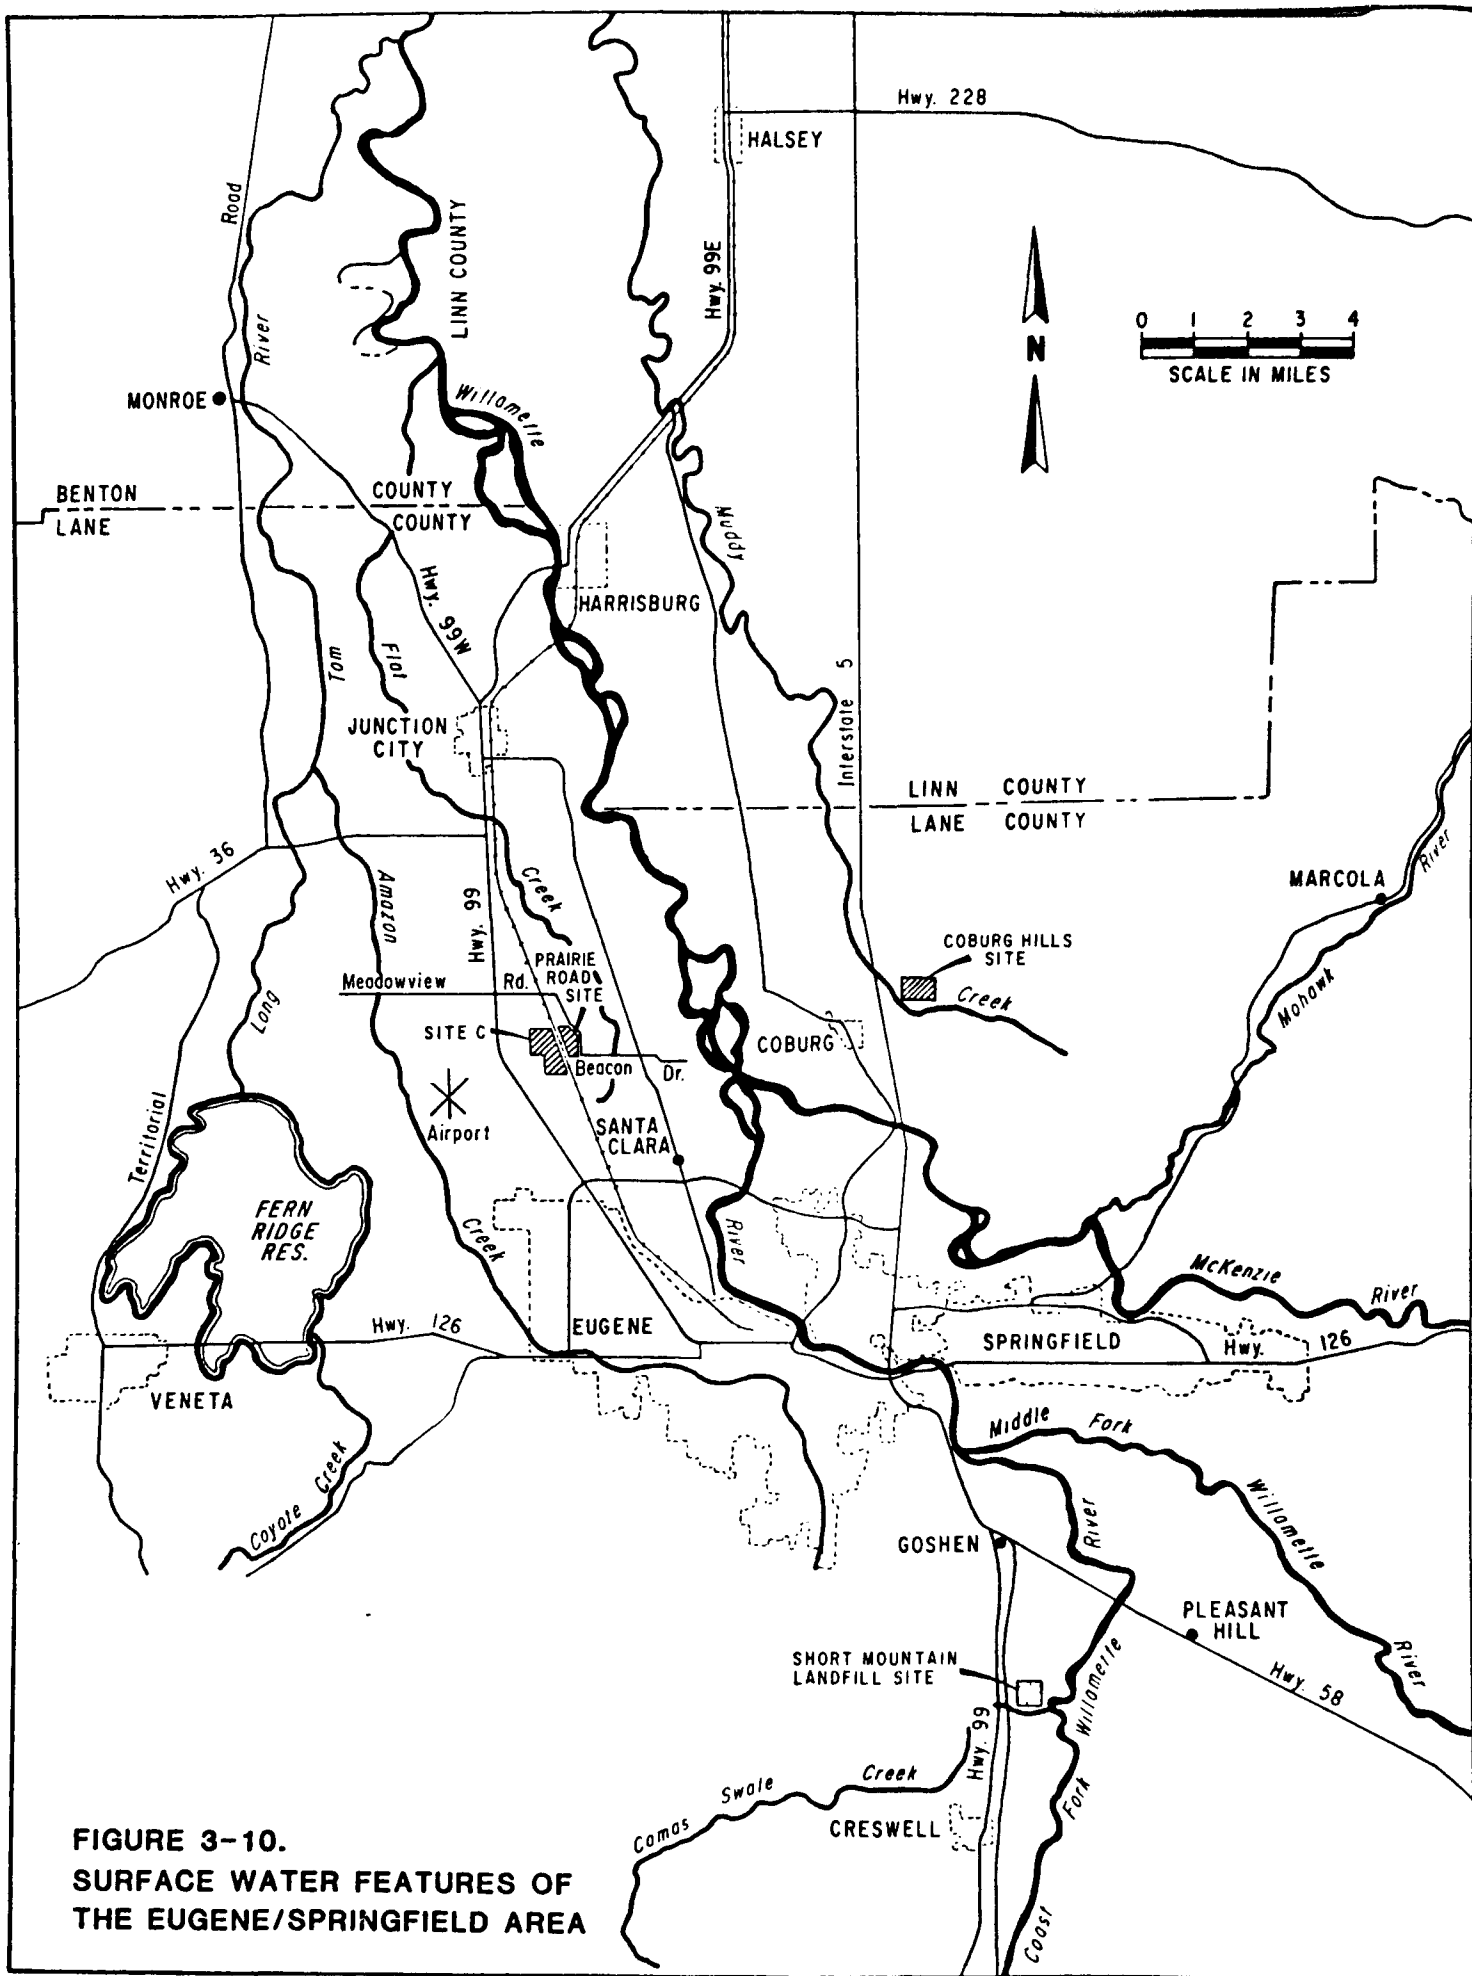 Hwy. 228
HALSEY
Road
LINN COUNTY
Hwy. 99E
River
N
0 1 2 3 4
SCALE IN MILES
MONROE
Willamette
BENTON
LANE
COUNTY
COUNTY
Muddy
Hwy. 99W
HARRISBURG
Tom
Flat
Interstate 5
JUNCTION
CITY
LINN COUNTY
LANE COUNTY
River
Hwy. 36
MARCOLA
Amazon
Hwy. 99
Creek
COBURG HILLS
SITE
PRAIRIE
ROAD
SITE
Meadowview Rd.
Long
Creek
Mohawk
SITE C
COBURG
Beacon Dr.
Territorial
Airport
SANTA
CLARA
FERN
RIDGE
RES.
Creek
River
McKenzie
River
Hwy. 126
EUGENE
SPRINGFIELD
Hwy. 126
VENETA
Middle Fork
Willamette
River
Coyote Creek
River
GOSHEN
PLEASANT
HILL
SHORT MOUNTAIN
LANDFILL SITE
Willamette
Hwy. 58
Hwy. 99
Camas Swale Creek
Fork
CRESWELL
Coast
FIGURE 3-10.
SURFACE WATER FEATURES OF
THE EUGENE/SPRINGFIELD AREA